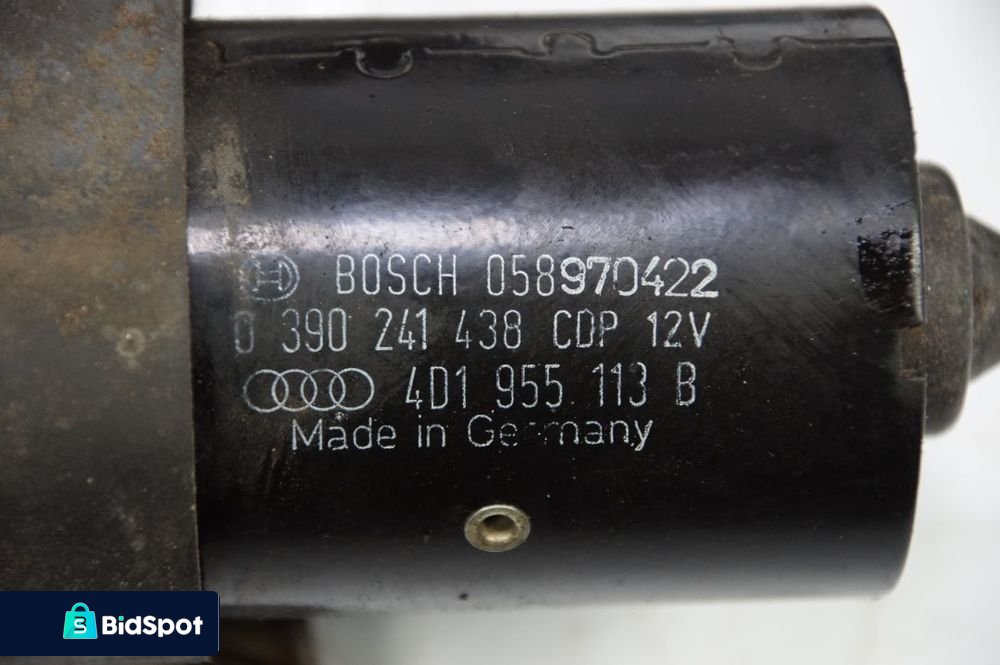 BOSCH 058970422
0 390 241 438 CDP 12V
4D1 955 113 B
Made in Germany
BidSpot